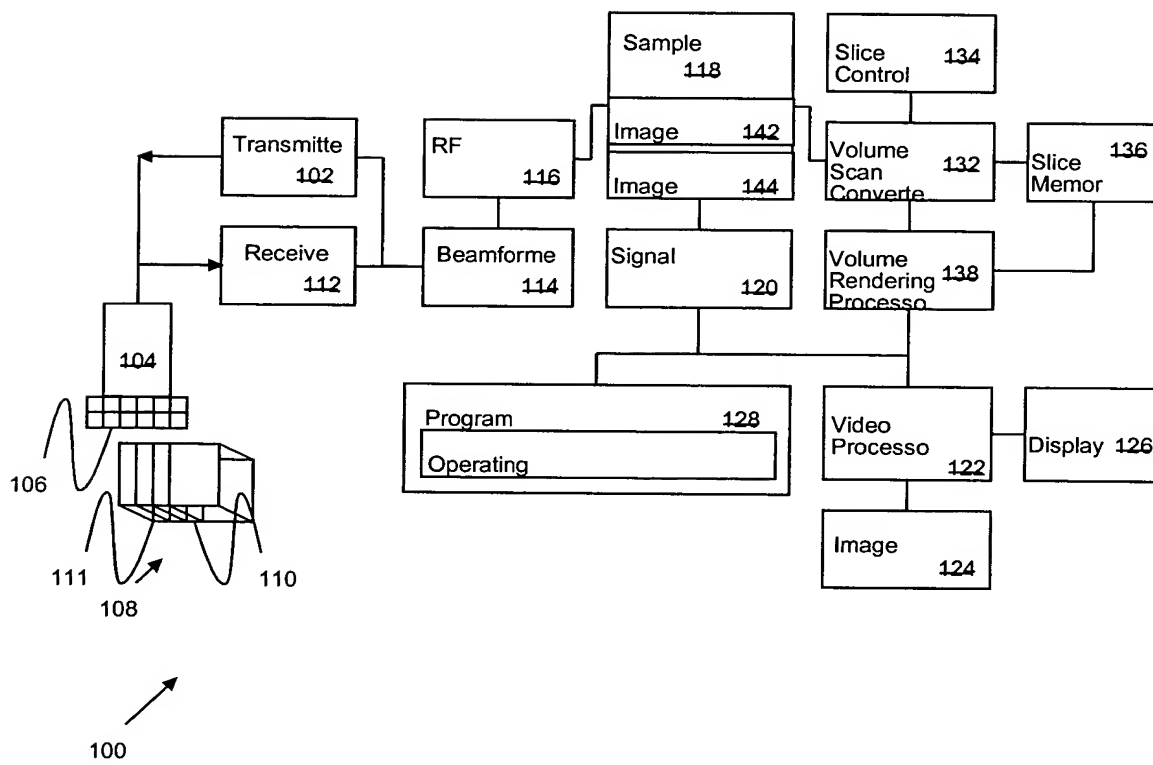 Sample
118
Slice
Control
134
Transmitte
102
RF
116
Image 142
Image 144
Volume
Scan
Converte
132
136
Slice
Memor
Receive
112
Beamforme
114
Signal
120
Volume
Rendering
Processo
138
104
Program 128
Operating
Video
Processo
122
Display 126
106
Image
124
111
110
108
100